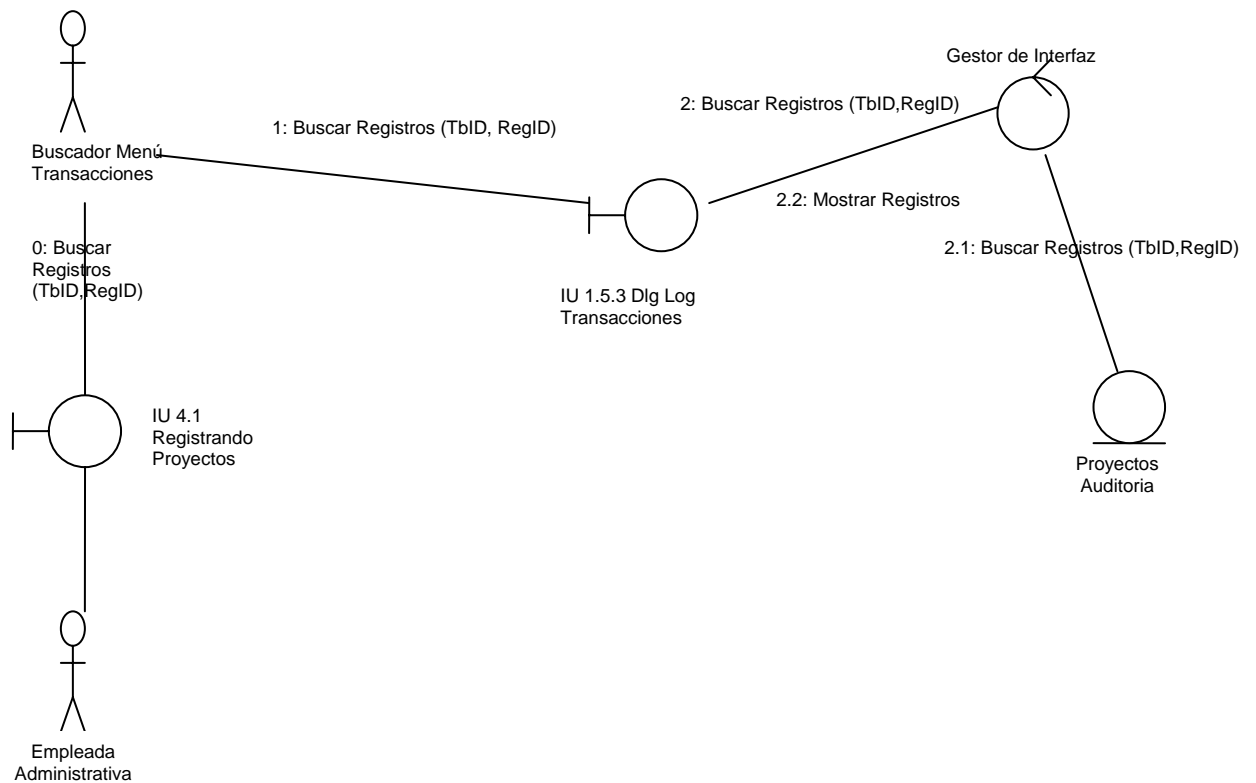 Gestor de Interfaz
2: Buscar Registros (TbID,RegID)
1: Buscar Registros (TbID, RegID)
Buscador Menú
Transacciones
2.2: Mostrar Registros
0: Buscar
Registros
(TbID,RegID)
2.1: Buscar Registros (TbID,RegID)
IU 1.5.3 Dlg Log
Transacciones
IU 4.1
Registrando
Proyectos
Proyectos
Auditoria
Empleada
Administrativa